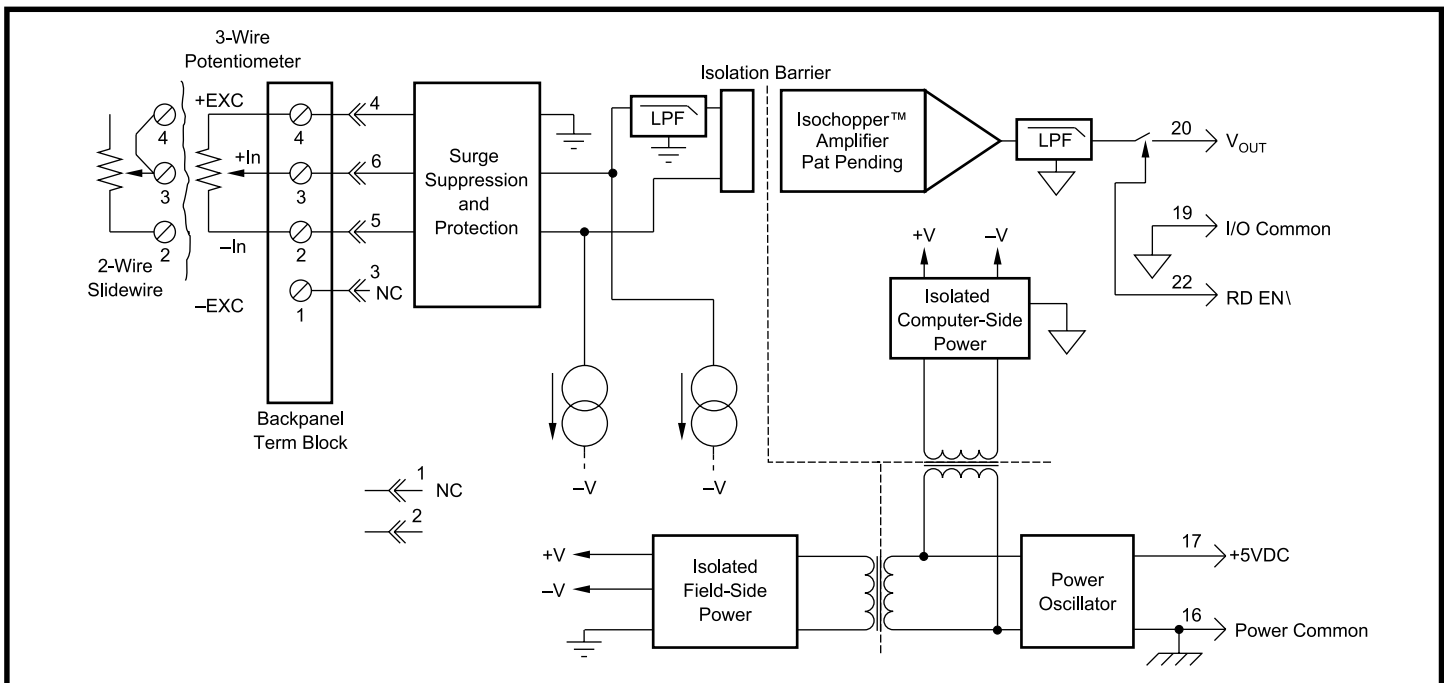 3-Wire
Potentiometer
+EXC
4
4
4
+In
3
3
6
–In
2
2
5
2-Wire
Slidewire
–EXC
1
3
NC
Backpanel
Term Block
Surge
Suppression
and
Protection
LPF
Isolation Barrier
Isochopper™
Amplifier
Pat Pending
LPF
20
VOUT
19
I/O Common
22
RD EN\
+V
–V
Isolated
Computer-Side
Power
–V
–V
1
NC
2
+V
–V
Isolated
Field-Side
Power
Power
Oscillator
17
+5VDC
16
Power Common